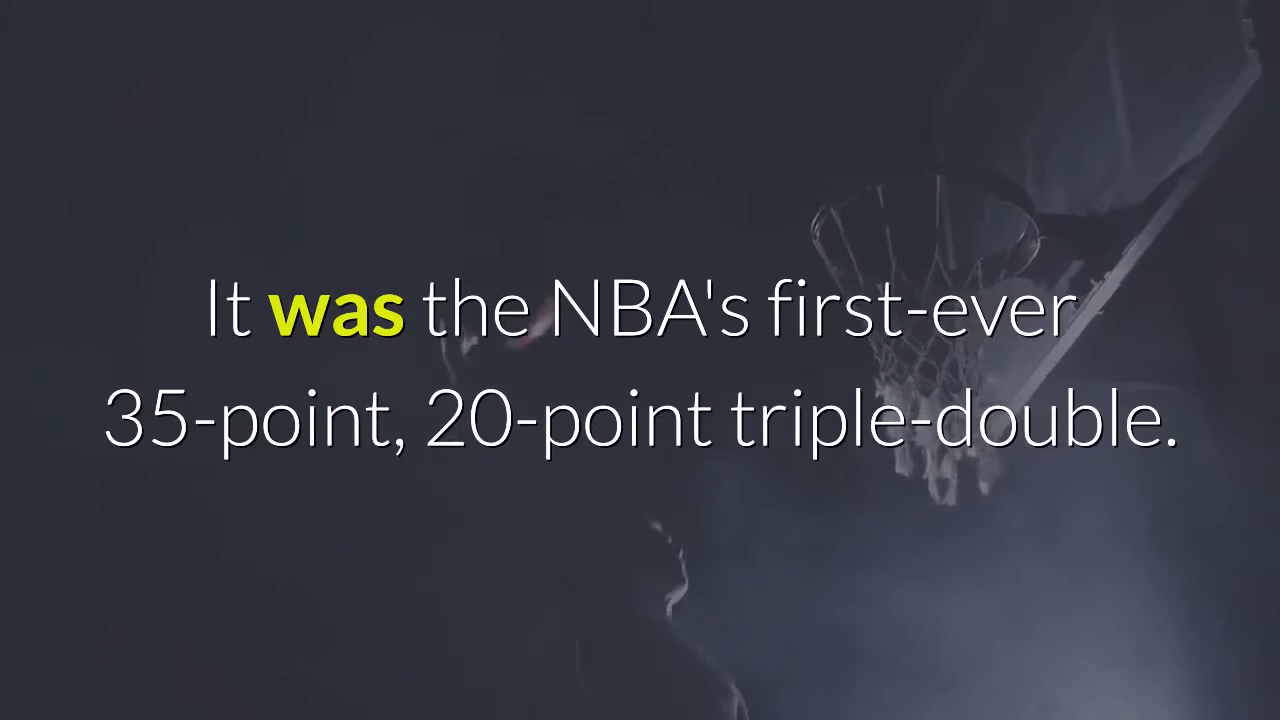 It was the NBA's first-ever
35-point, 20-point triple-double.